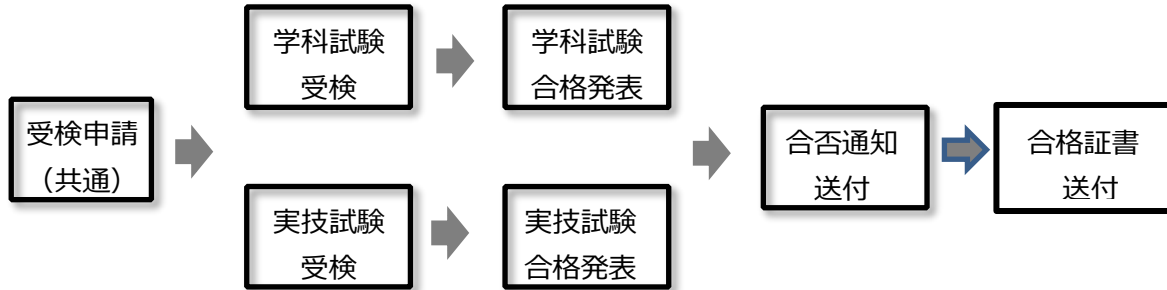 受検申請
（共通）
学科試験
受検
学科試験
合格発表
実技試験
受検
実技試験
合格発表
合否通知
送付
合格証書
送付